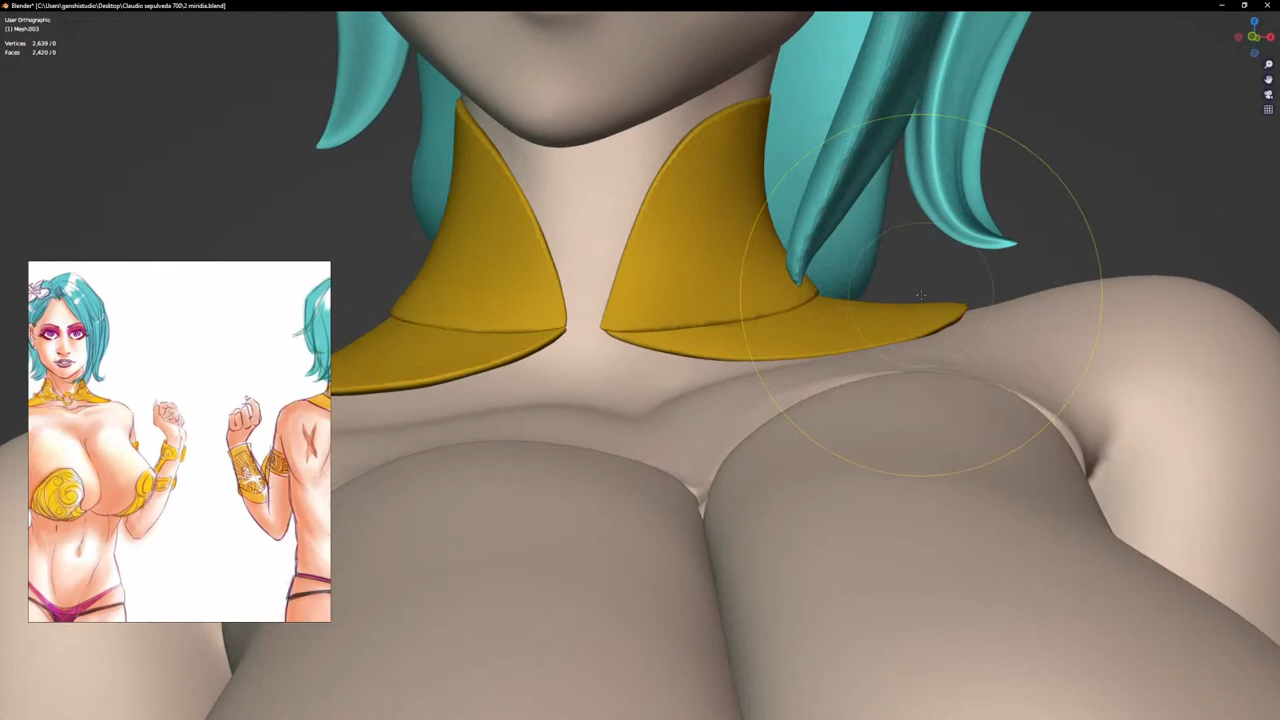 Blender* [C:\Users\genshistudio\Desktop\Claudio sepulveda 700\2 miridia.blend]
User Orthographic
(1) Mesh.003
Vertices 2,639/0
Faces 2,420/0